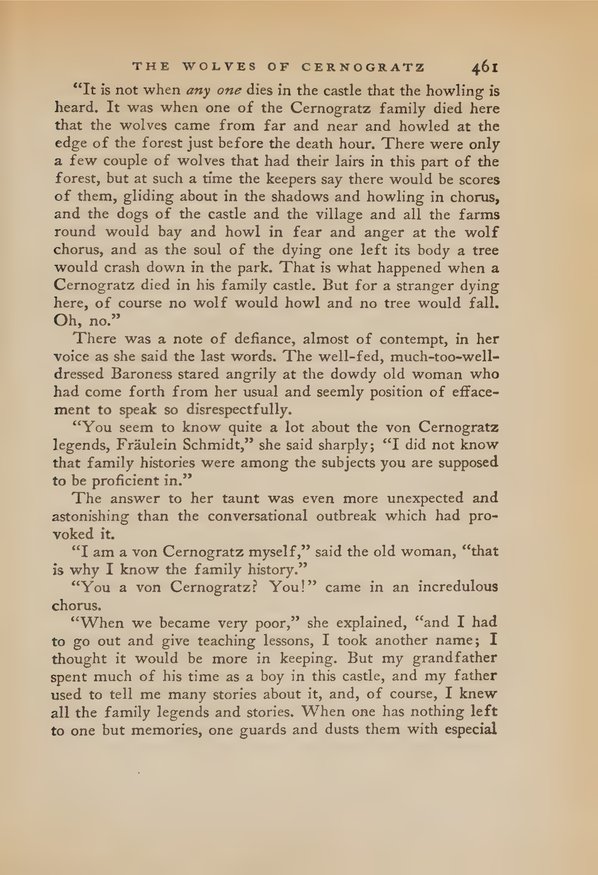 THE WOLVES OF CERNOGRATZ 461
“It is not when any one dies in the castle that the howling is
heard. It was when one of the Cernogratz family died here
that the wolves came from far and near and howled at the
edge of the forest just before the death hour. There were only
a few couple of wolves that had their lairs in this part of the
forest, but at such a time the keepers say there would be scores
of them, gliding about in the shadows and howling in chorus,
and the dogs of the castle and the village and all the farms
round would bay and howl in fear and anger at the wolf
chorus, and as the soul of the dying one left its body a tree
would crash down in the park. That is what happened when a
Cernogratz died in his family castle. But for a stranger dying
here, of course no wolf would howl and no tree would fall.
Oh, no.”
There was a note of defiance, almost of contempt, in her
voice as she said the last words. The well-fed, much-too-well-
dressed Baroness stared angrily at the dowdy old woman who
had come forth from her usual and seemly position of efface-
ment to speak so disrespectfully.
“You seem to know quite a lot about the von Cernogratz
legends, Fräulein Schmidt,” she said sharply; “I did not know
that family histories were among the subjects you are supposed
to be proficient in.”
The answer to her taunt was even more unexpected and
astonishing than the conversational outbreak which had pro-
voked it.
“I am a von Cernogratz myself,” said the old woman, “that
is why I know the family history.”
“You a von Cernogratz? You!” came in an incredulous
chorus.
“When we became very poor,” she explained, “and I had
to go out and give teaching lessons, I took another name; I
thought it would be more in keeping. But my grandfather
spent much of his time as a boy in this castle, and my father
used to tell me many stories about it, and, of course, I knew
all the family legends and stories. When one has nothing left
to one but memories, one guards and dusts them with especial